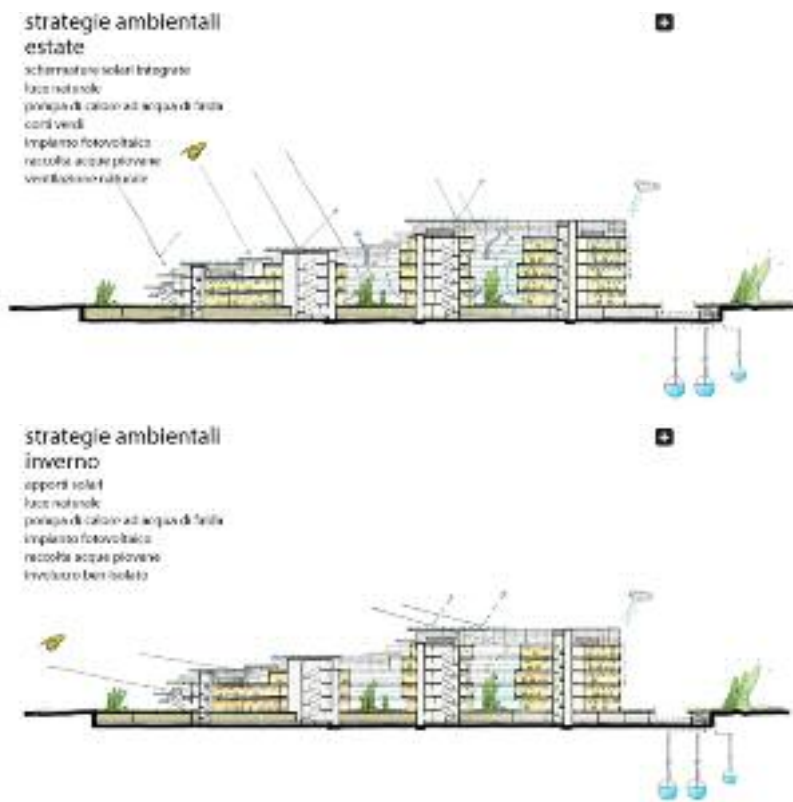 strategie ambientali
estate
schermature solari integrate
luce naturale
pompa di calore ad acqua di falda
corti verdi
impianto fotovoltaico
raccolta acque piovane
ventilazione naturale
strategie ambientali
inverno
apporti solari
luce naturale
pompa di calore ad acqua di falda
impianto fotovoltaico
raccolta acque piovane
involucro ben isolato